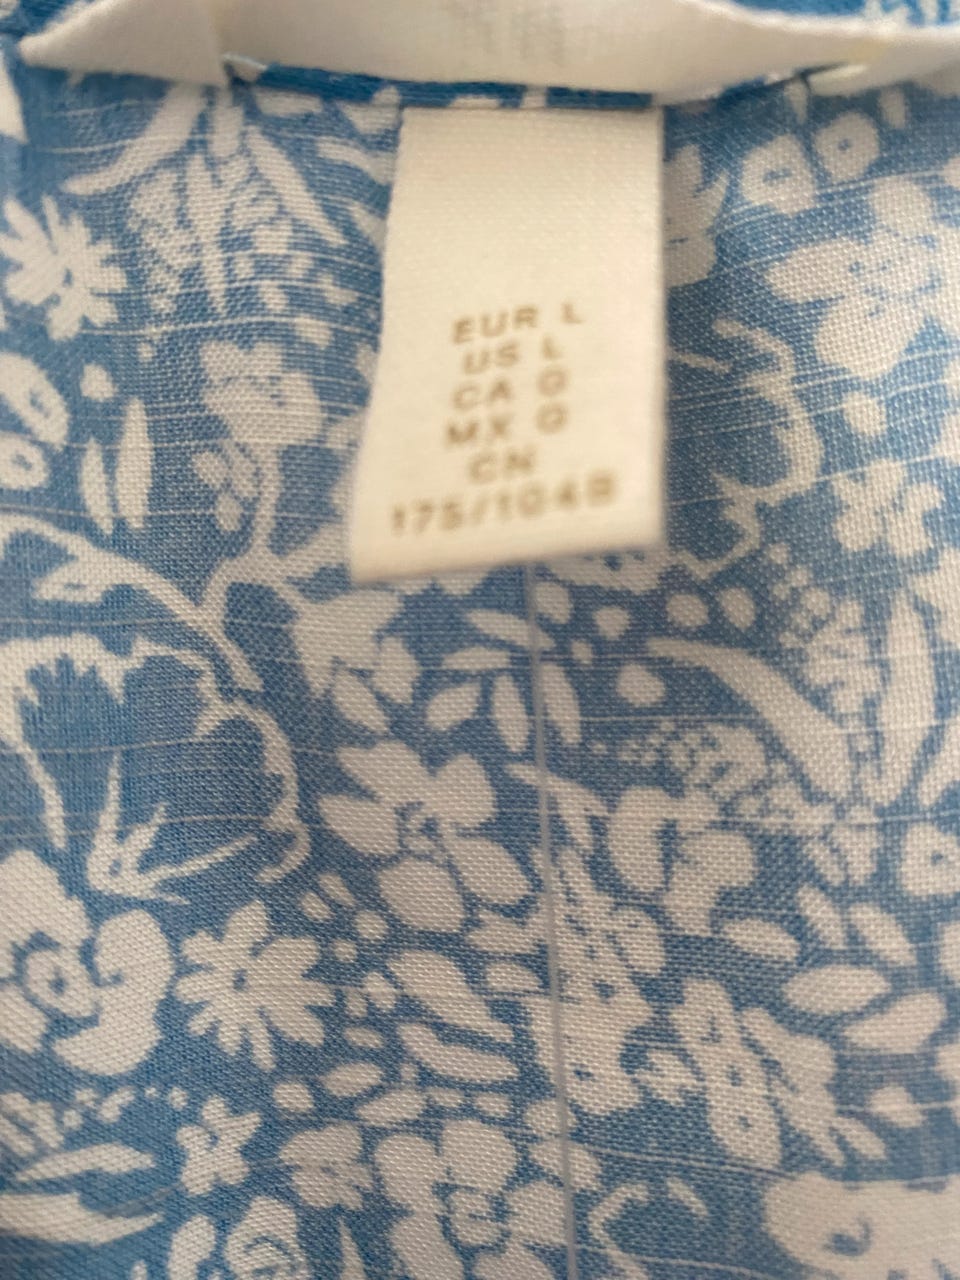 EUR L
US L
CA G
MX G
CN
175/104B